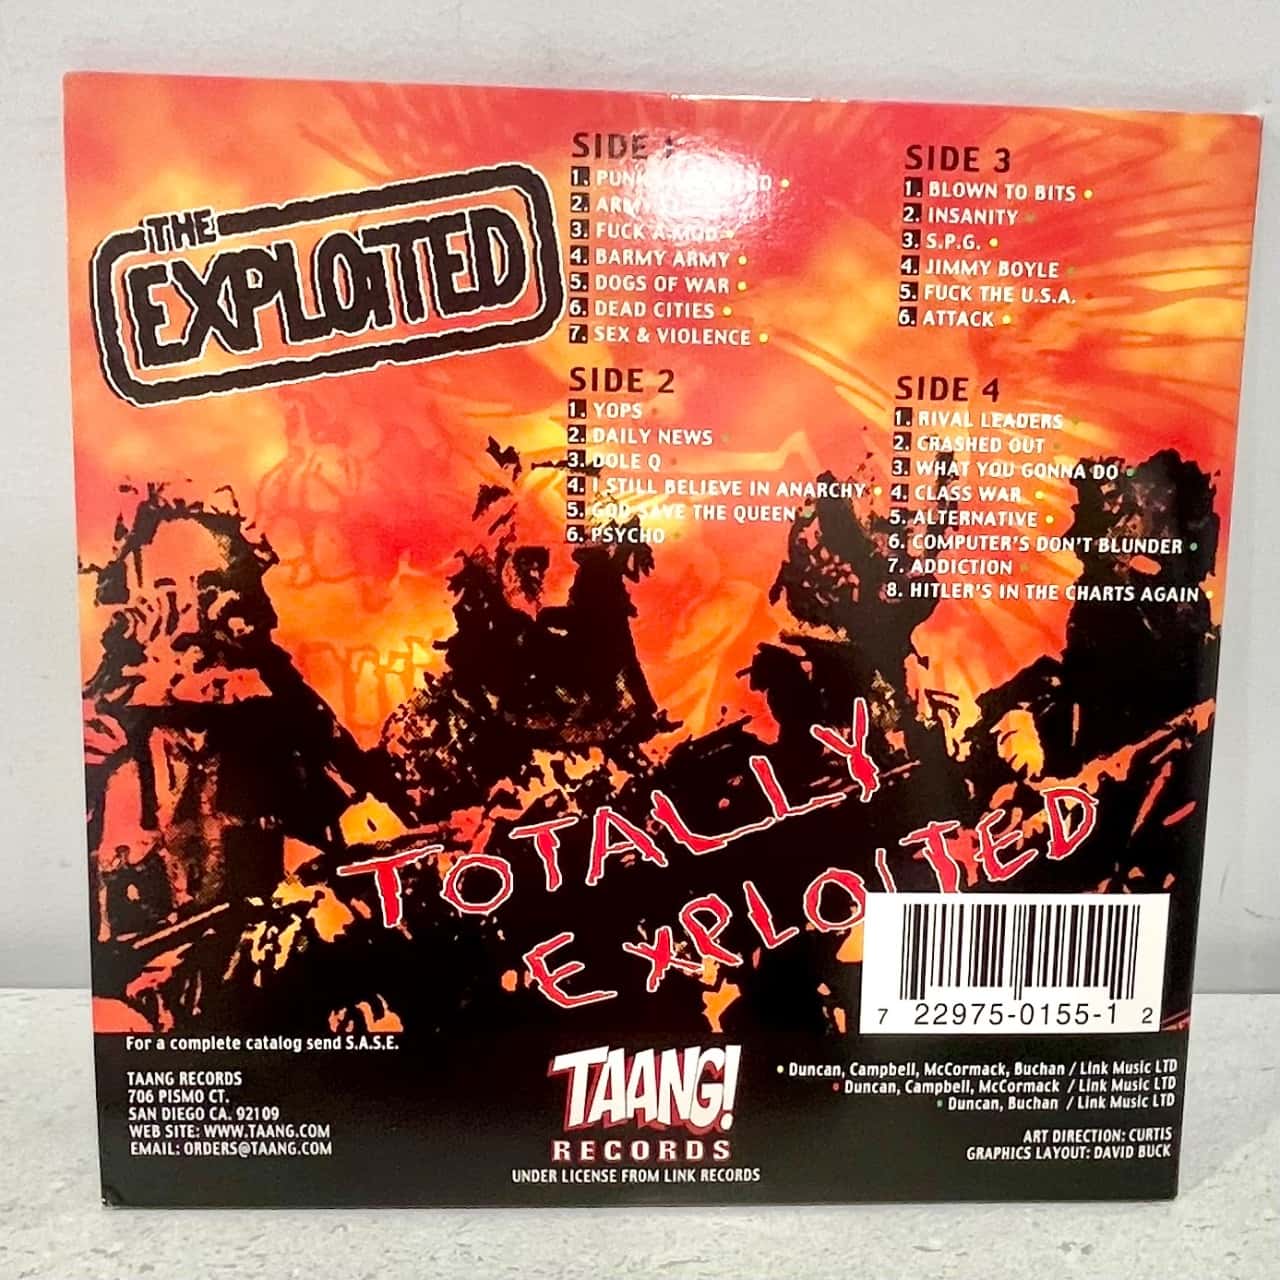 THE
EXPLOITED
SIDE
1. PUNK
2. ARMY
3. FUCK A MOD
4. BARMY ARMY
5. DOGS OF WAR
6. DEAD CITIES
7. SEX & VIOLENCE
SIDE 2
1. YOPS
2. DAILY NEWS
3. DOLE Q
4. I STILL BELIEVE IN ANARCHY
5. GOD SAVE THE QUEEN
6. PSYCHO
SIDE 3
1. BLOWN TO BITS
2. INSANITY
3. S.P.G.
4. JIMMY BOYLE
5. FUCK THE U.S.A.
6. ATTACK
SIDE 4
1. RIVAL LEADERS
2. CRASHED OUT
3. WHAT YOU GONNA DO
4. CLASS WAR
5. ALTERNATIVE
6. COMPUTER'S DON'T BLUNDER
7. ADDICTION
8. HITLER'S IN THE CHARTS AGAIN
TOTALLY
EXPLOITED
7 22975-0155-1 2
For a complete catalog send S.A.S.E.
TAANG RECORDS
706 PISMO CT.
SAN DIEGO CA. 92109
WEB SITE: WWW.TAANG.COM
EMAIL: ORDERS@TAANG.COM
TAANG!
RECORDS
UNDER LICENSE FROM LINK RECORDS
• Duncan, Campbell, McCormack, Buchan / Link Music LTD
• Duncan, Campbell, McCormack / Link Music LTD
• Duncan, Buchan / Link Music LTD
ART DIRECTION: CURTIS
GRAPHICS LAYOUT: DAVID BUCK